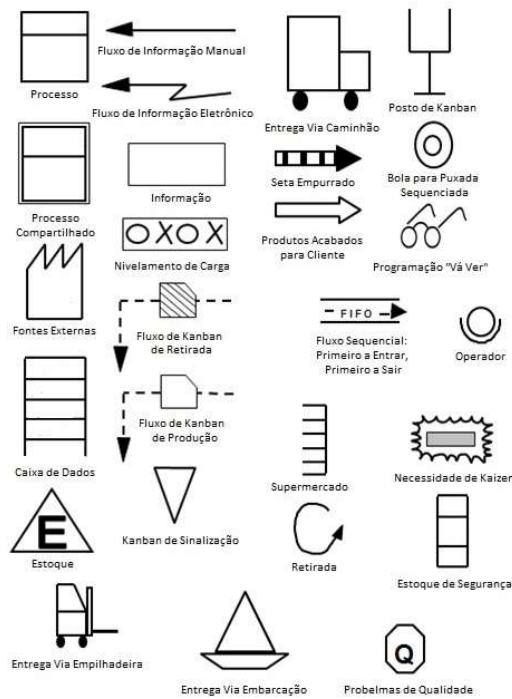 Fluxo de Informação Manual
Processo
Fluxo de Informação Eletrônico
Entrega Via Caminhão
Posto de Kanban
Processo
Compartilhado
Informação
Seta Empurrado
Bola para Puxada
Sequenciada
OXOX
Nivelamento de Carga
Produtos Acabados
para Cliente
Programação "Vá Ver"
Fontes Externas
Fluxo de Kanban
de Retirada
FIFO
Fluxo Sequencial:
Primeiro a Entrar,
Primeiro a Sair
Operador
Fluxo de Kanban
de Produção
Caixa de Dados
Supermercado
Necessidade de Kaizer
E
Estoque
Kanban de Sinalização
Retirada
Estoque de Segurança
Entrega Via Empilhadeira
Entrega Via Embarcação
Q
Probelmas de Qualidade